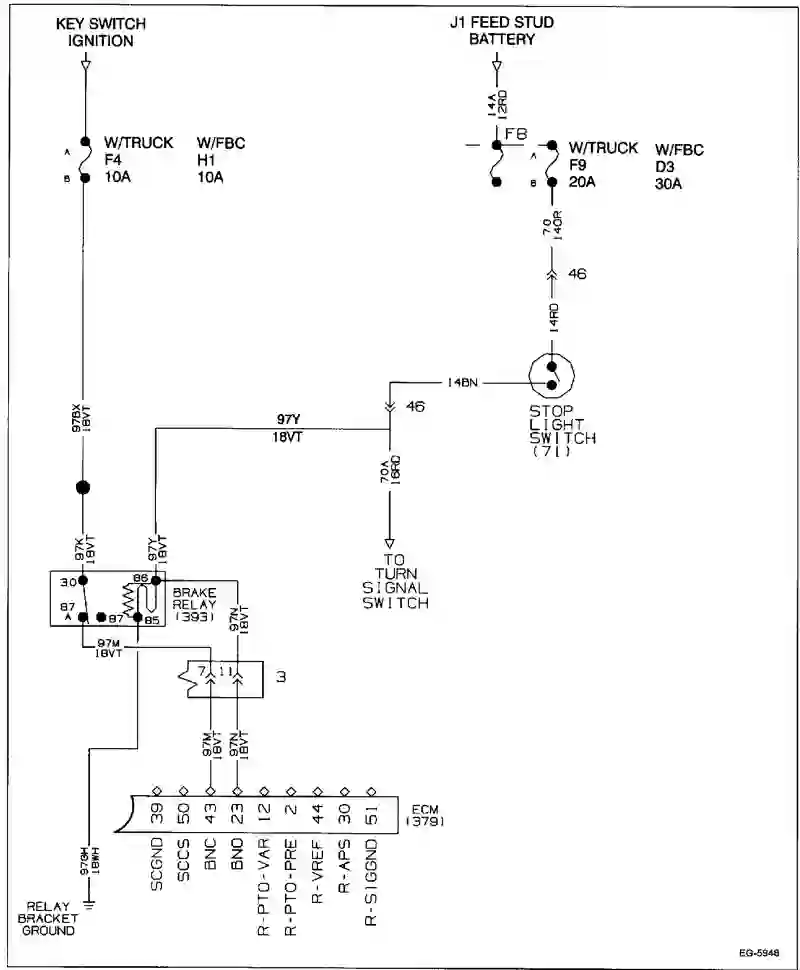 KEY SWITCH
IGNITION
J1 FEED STUD
BATTERY
14A
12RD
FB
A
B
W/TRUCK
F4
10A
W/FBC
H1
10A
A
B
W/TRUCK
F9
20A
W/FBC
D3
30A
70
14OR
46
14RD
14BN
46
STOP
LIGHT
SWITCH
(71)
97BX
18VT
97Y
18VT
70A
16RD
TO
TURN
SIGNAL
SWITCH
97K
18VT
97Y
18VT
30
86
87
A
87
85
BRAKE
RELAY
(393)
97N
18VT
97M
18VT
7
11
3
97M
18VT
97N
18VT
39
50
43
23
12
2
44
30
51
ECM
(379)
SCGND
SCCS
BNC
BNO
R-PTO-VAR
R-PTO-PRE
R-VREF
R-APS
R-SIGGND
97GH
18WH
RELAY
BRACKET
GROUND
EG-5948